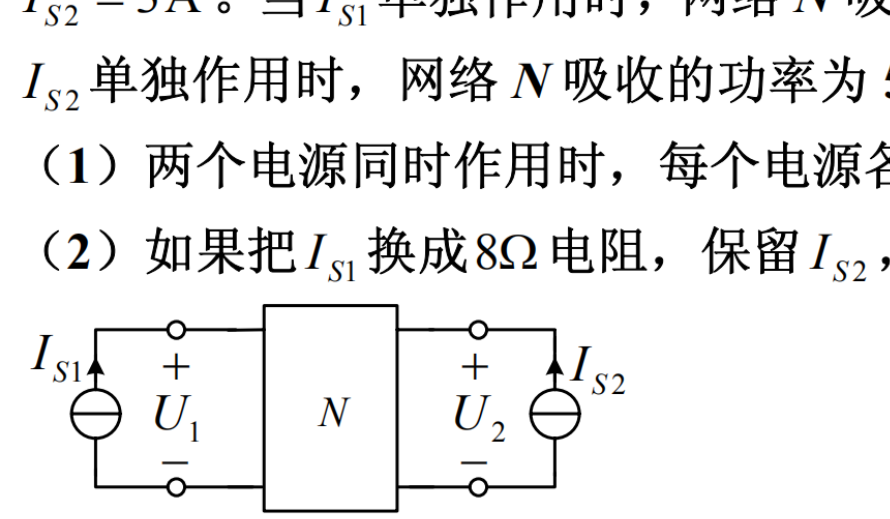 I_{S2} = 5A。当 I_{S1} 单独作用时，网络 N 吸
I_{S2} 单独作用时，网络 N 吸收的功率为 5
（1）两个电源同时作用时，每个电源各
（2）如果把 I_{S1} 换成 8Ω 电阻，保留 I_{S2}，
I_{S1} + U_1 − N + U_2 − I_{S2}